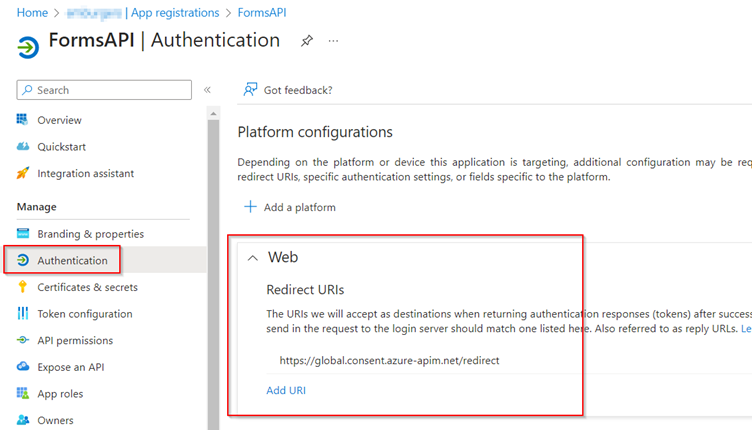 Home > | App registrations > FormsAPI
FormsAPI | Authentication
Search
Got feedback?
Overview
Quickstart
Integration assistant
Manage
Branding & properties
Authentication
Certificates & secrets
Token configuration
API permissions
Expose an API
App roles
Owners
Platform configurations
Depending on the platform or device this application is targeting, additional configuration may be req
redirect URIs, specific authentication settings, or fields specific to the platform.
Add a platform
Web
Redirect URIs
The URIs we will accept as destinations when returning authentication responses (tokens) after success
send in the request to the login server should match one listed here. Also referred to as reply URLs. Le
https://global.consent.azure-apim.net/redirect
Add URI